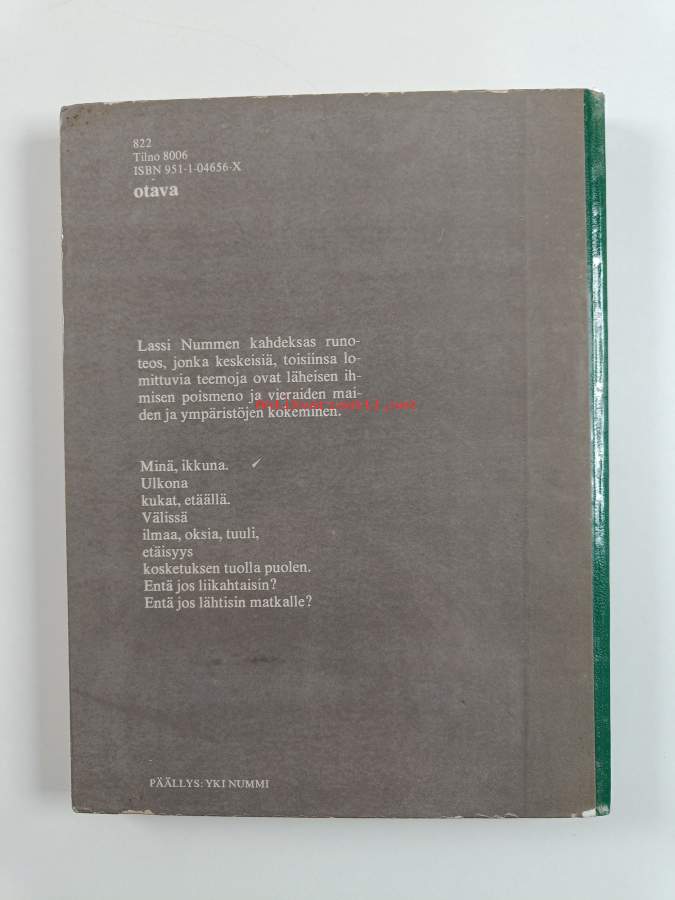 822
Tilno 8006
ISBN 951-1-04656-X
otava
Lassi Nummen kahdeksas runo-
teos, jonka keskeisiä, toisiinsa lo-
mittuvia teemoja ovat läheisen ih-
misen poismeno ja vieraiden mai-
den ja ympäristöjen kokeminen.
Minä, ikkuna.
Ulkona
kukat, etäällä.
Välissä
ilmaa, oksia, tuuli,
etäisyys
kosketuksen tuolla puolen.
Entä jos liikahtaisin?
Entä jos lähtisin matkalle?
PÄÄLLYS: YKI NUMMI